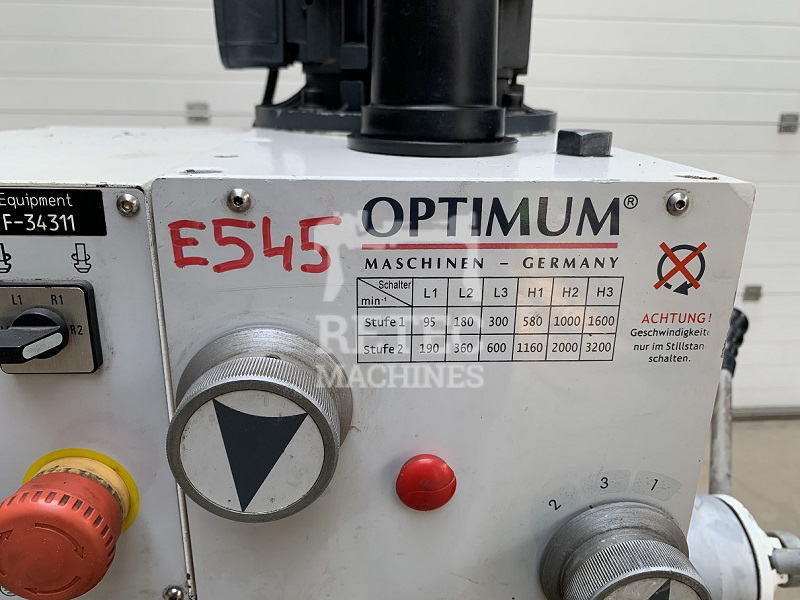 Equipment
F-34311
L1 R1
R2
E545
OPTIMUM®
MASCHINEN – GERMANY
Schalter
min⁻¹ L1 L2 L3 H1 H2 H3
Stufe 1 95 180 300 580 1000 1600
Stufe 2 190 360 600 1160 2000 3200
ACHTUNG!
Geschwindigkeit
nur im Stillstan
schalten.
RETEC
MACHINES
2 3 1